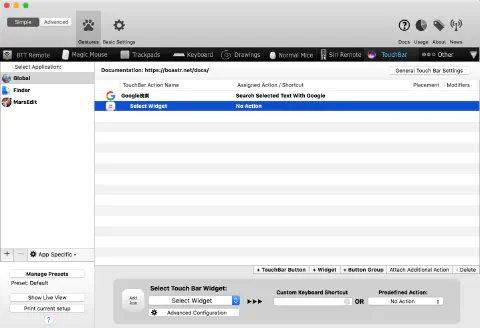 Simple Advanced
Gestures Basic Settings
Docs Usage About News
BTT Remote Magic Mouse Trackpads Keyboard Drawings Normal Mice Siri Remote TouchBar Other
Select Application:
Documentation: https://boastr.net/docs/
General Touch Bar Settings
Global
Finder
MarsEdit
TouchBar Action Name Assigned Action / Shortcut Placement Modifiers
Google検索 Search Selected Text With Google
Select Widget No Action
+ − App Specific
+ TouchBar Button + Widget + Button Group Attach Additional Action - Delete
Manage Presets
Preset: Default
Show Live View
Print current setup
?
Add Icon
Select Touch Bar Widget:
Select Widget
Advanced Configuration
Custom Keyboard Shortcut
OR
Predefined Action:
No Action